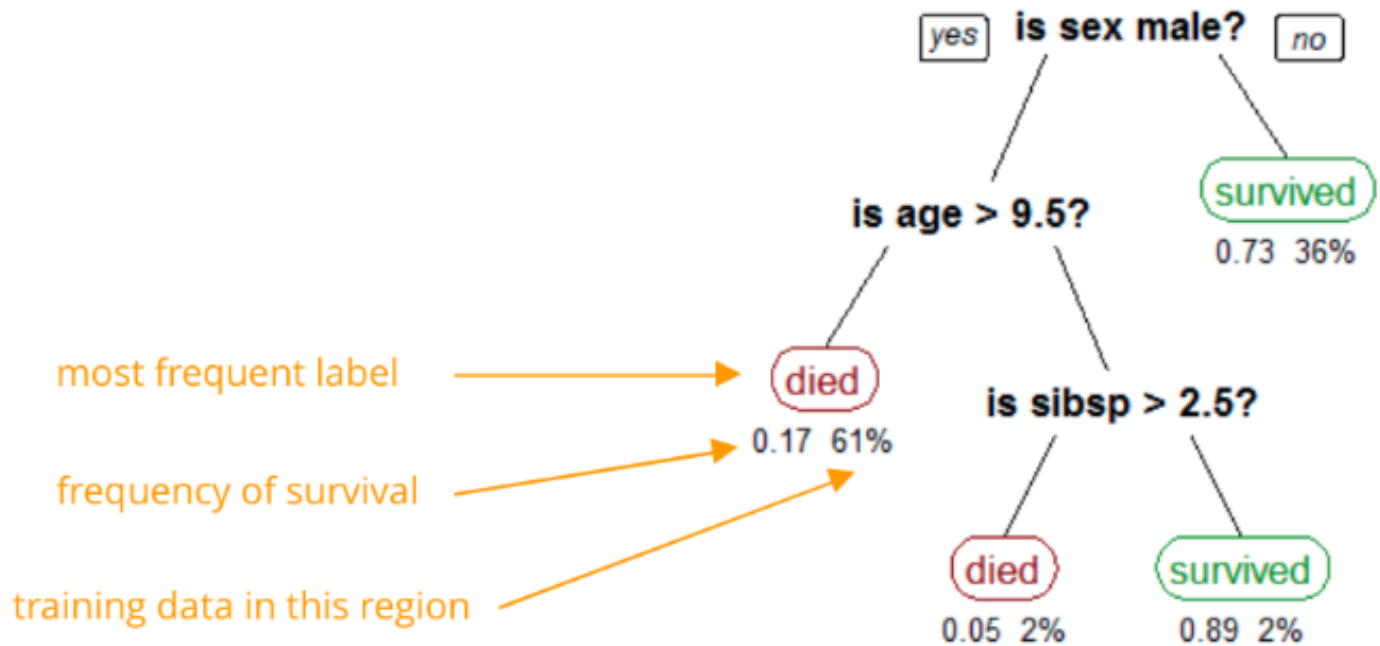 yes is sex male? no
survived
is age > 9.5?
0.73 36%
most frequent label
died
is sibsp > 2.5?
0.17 61%
frequency of survival
died
survived
training data in this region
0.05 2%
0.89 2%